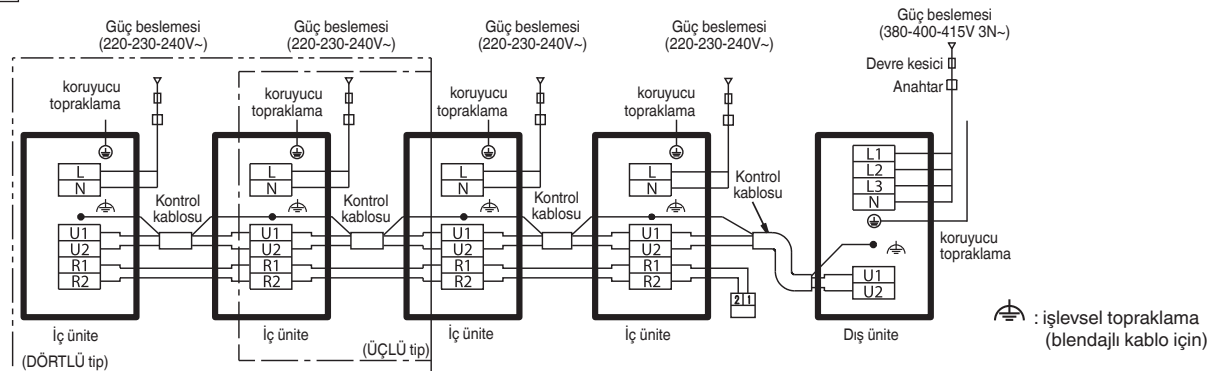 Güç beslemesi
(220-230-240V~)
Güç beslemesi
(220-230-240V~)
Güç beslemesi
(220-230-240V~)
Güç beslemesi
(220-230-240V~)
Güç beslemesi
(380-400-415V 3N~)
Devre kesici
Anahtar
koruyucu
topraklama
koruyucu
topraklama
koruyucu
topraklama
koruyucu
topraklama
L
N
L
N
L
N
L
N
L1
L2
L3
N
Kontrol
kablosu
Kontrol
kablosu
Kontrol
kablosu
Kontrol
kablosu
koruyucu
topraklama
U1
U2
R1
R2
U1
U2
R1
R2
U1
U2
R1
R2
U1
U2
R1
R2
2 1
U1
U2
İç ünite
İç ünite
İç ünite
İç ünite
Dış ünite
(DÖRTLÜ tip)
(ÜÇLÜ tip)
: işlevsel topraklama
(blendajlı kablo için)